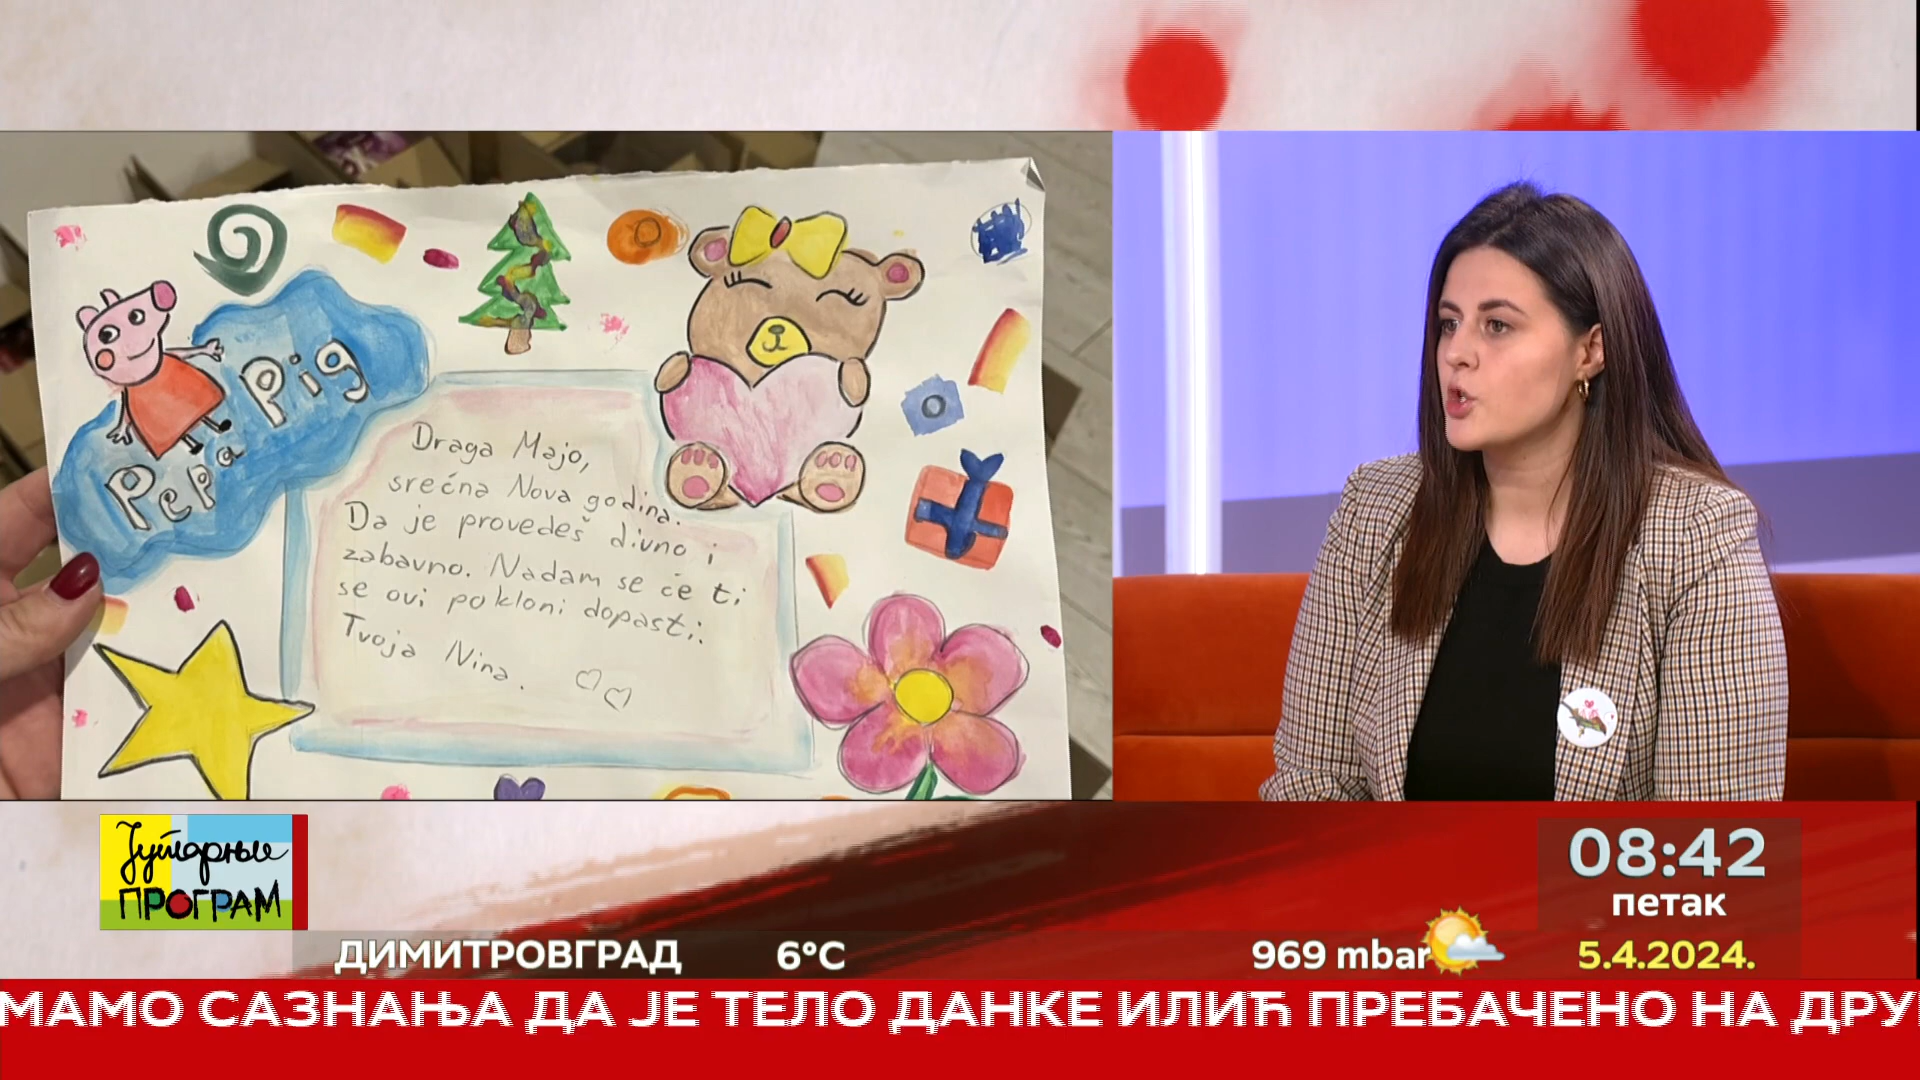 Pepa Pig
Draga Majo,
srećna Nova godina.
Da je provedeš divno i
zabavno. Nadam se će ti
se ovi pokloni dopasti.
Tvoja Nina.
Јутарњи
ПРОГРАМ
08:42
петак
ДИМИТРОВГРАД 6°C 969 mbar 5.4.2024.
МАМО САЗНАЊА ДА ЈЕ ТЕЛО ДАНКЕ ИЛИЋ ПРЕБАЧЕНО НА ДРУ